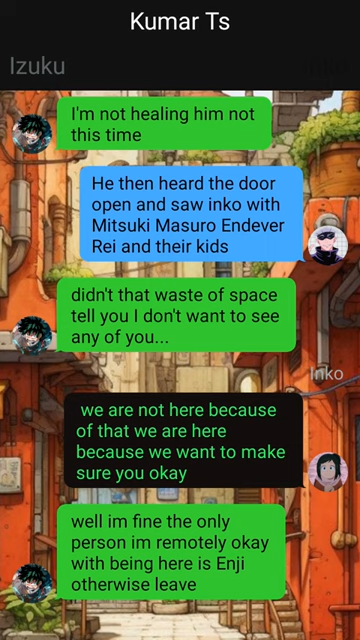 Kumar Ts
Izuku
I'm not healing him not
this time
He then heard the door
open and saw inko with
Mitsuki Masuro Endever
Rei and their kids
didn't that waste of space
tell you I don't want to see
any of you...
Inko
we are not here because
of that we are here
because we want to make
sure you okay
well im fine the only
person im remotely okay
with being here is Enji
otherwise leave